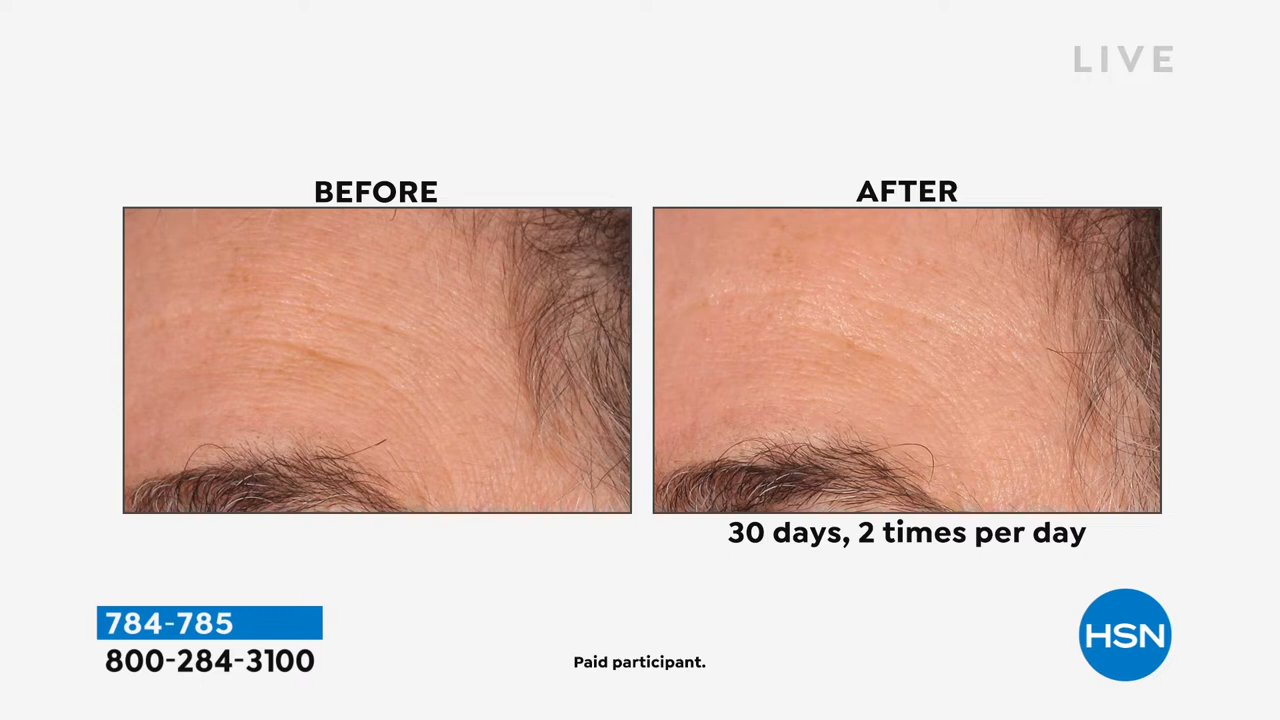 LIVE
BEFORE
AFTER
30 days, 2 times per day
784-785
800-284-3100
Paid participant.
HSN